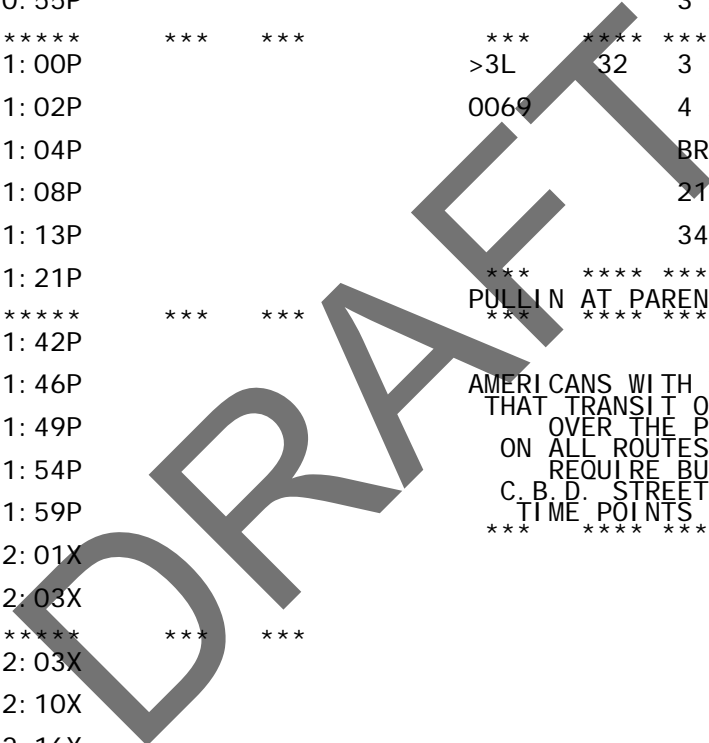 0:55P 3
***** *** *** *** **** ***
1:00P >3L 32 3
1:02P 0069 4
1:04P BR
1:08P 21
1:13P 34
1:21P *** **** ***
PULLIN AT PAREN
***** *** *** *** **** ***
1:42P
1:46P AMERICANS WITH
THAT TRANSIT O
1:49P OVER THE P
ON ALL ROUTES
1:54P REQUIRE BU
C.B.D. STREET
1:59P TIME POINTS
*** **** ***
2:01X
2:03X
***** *** ***
2:03X
2:10X
2:16X
DRAFT